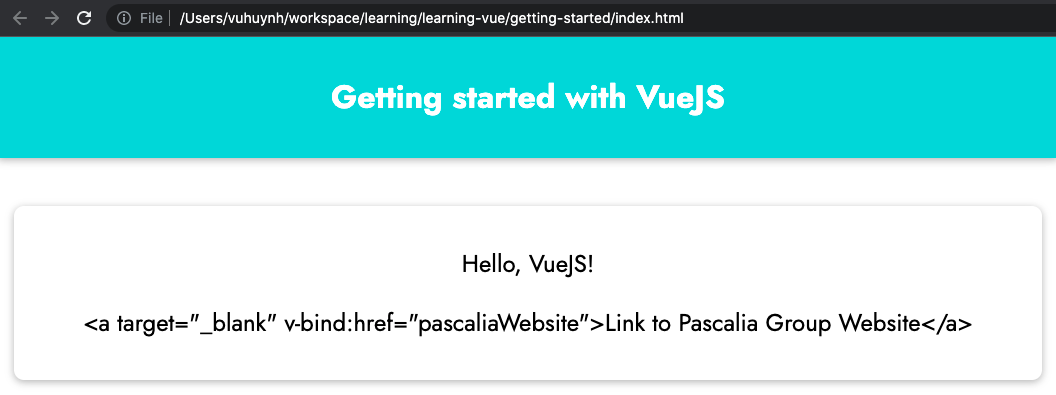 File /Users/vuhuynh/workspace/learning/learning-vue/getting-started/index.html
Getting started with VueJS
Hello, VueJS!
<a target="_blank" v-bind:href="pascaliaWebsite">Link to Pascalia Group Website</a>